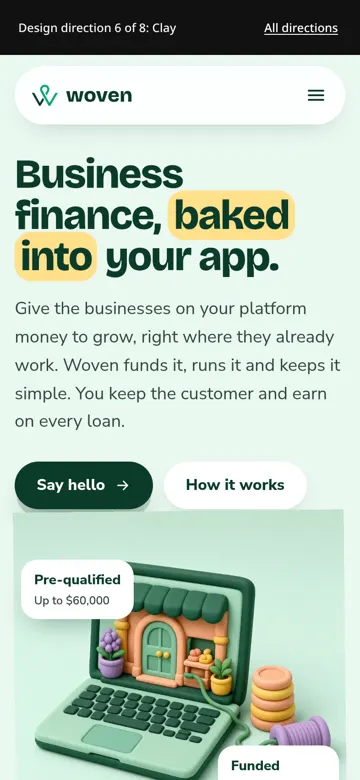 Design direction 6 of 8: Clay
All directions
woven
Business
finance, baked
into your app.
Give the businesses on your platform
money to grow, right where they already
work. Woven funds it, runs it and keeps it
simple. You keep the customer and earn
on every loan.
Say hello →
How it works
Pre-qualified
Up to $60,000
Funded